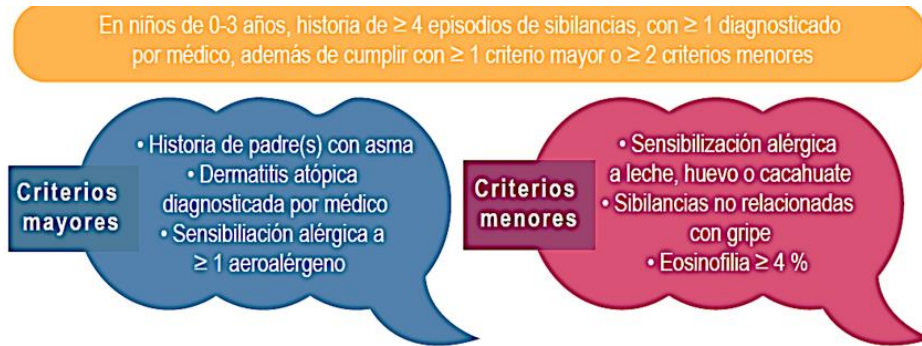 En niños de 0-3 años, historia de ≥ 4 episodios de sibilancias, con ≥ 1 diagnosticado
por médico, además de cumplir con ≥ 1 criterio mayor o ≥ 2 criterios menores
Criterios
mayores
• Historia de padre(s) con asma
• Dermatitis atópica
diagnosticada por médico
• Sensibiliación alérgica a
≥ 1 aeroalérgeno
Criterios
menores
• Sensibilización alérgica
a leche, huevo o cacahuate
• Sibilancias no relacionadas
con gripe
• Eosinofilia ≥ 4 %